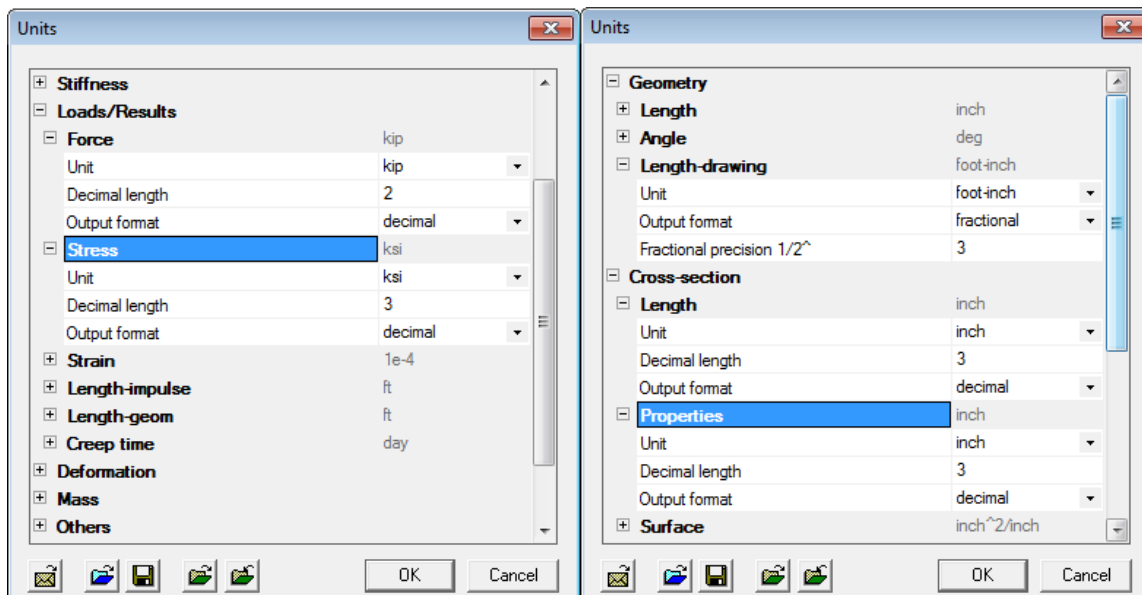 Units
Stiffness
Loads/Results
Force kip
Unit kip
Decimal length 2
Output format decimal
Stress ksi
Unit ksi
Decimal length 3
Output format decimal
Strain 1e-4
Length-impulse ft
Length-geom ft
Creep time day
Deformation
Mass
Others
OK Cancel
Units
Geometry
Length inch
Angle deg
Length-drawing foot-inch
Unit foot-inch
Output format fractional
Fractional precision 1/2^ 3
Cross-section
Length inch
Unit inch
Decimal length 3
Output format decimal
Properties inch
Unit inch
Decimal length 3
Output format decimal
Surface inch^2/inch
OK Cancel